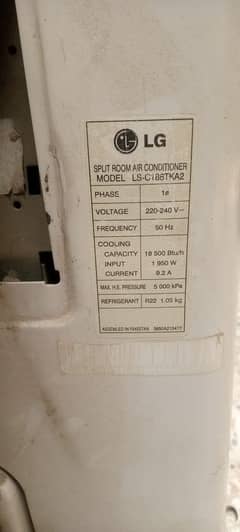 LG
SPLIT ROOM AIR CONDITIONER
MODEL LS-C186TKA2
PHASE 1ø
VOLTAGE 220-240 V~
FREQUENCY 50 Hz
COOLING
CAPACITY 18 500 Btu/h
INPUT 1 950 W
CURRENT 9.2 A
MAX. H.S. PRESSURE 5 000 kPa
REFRIGERANT R22 1.03 kg
ASSEMBLED IN PAKISTAN